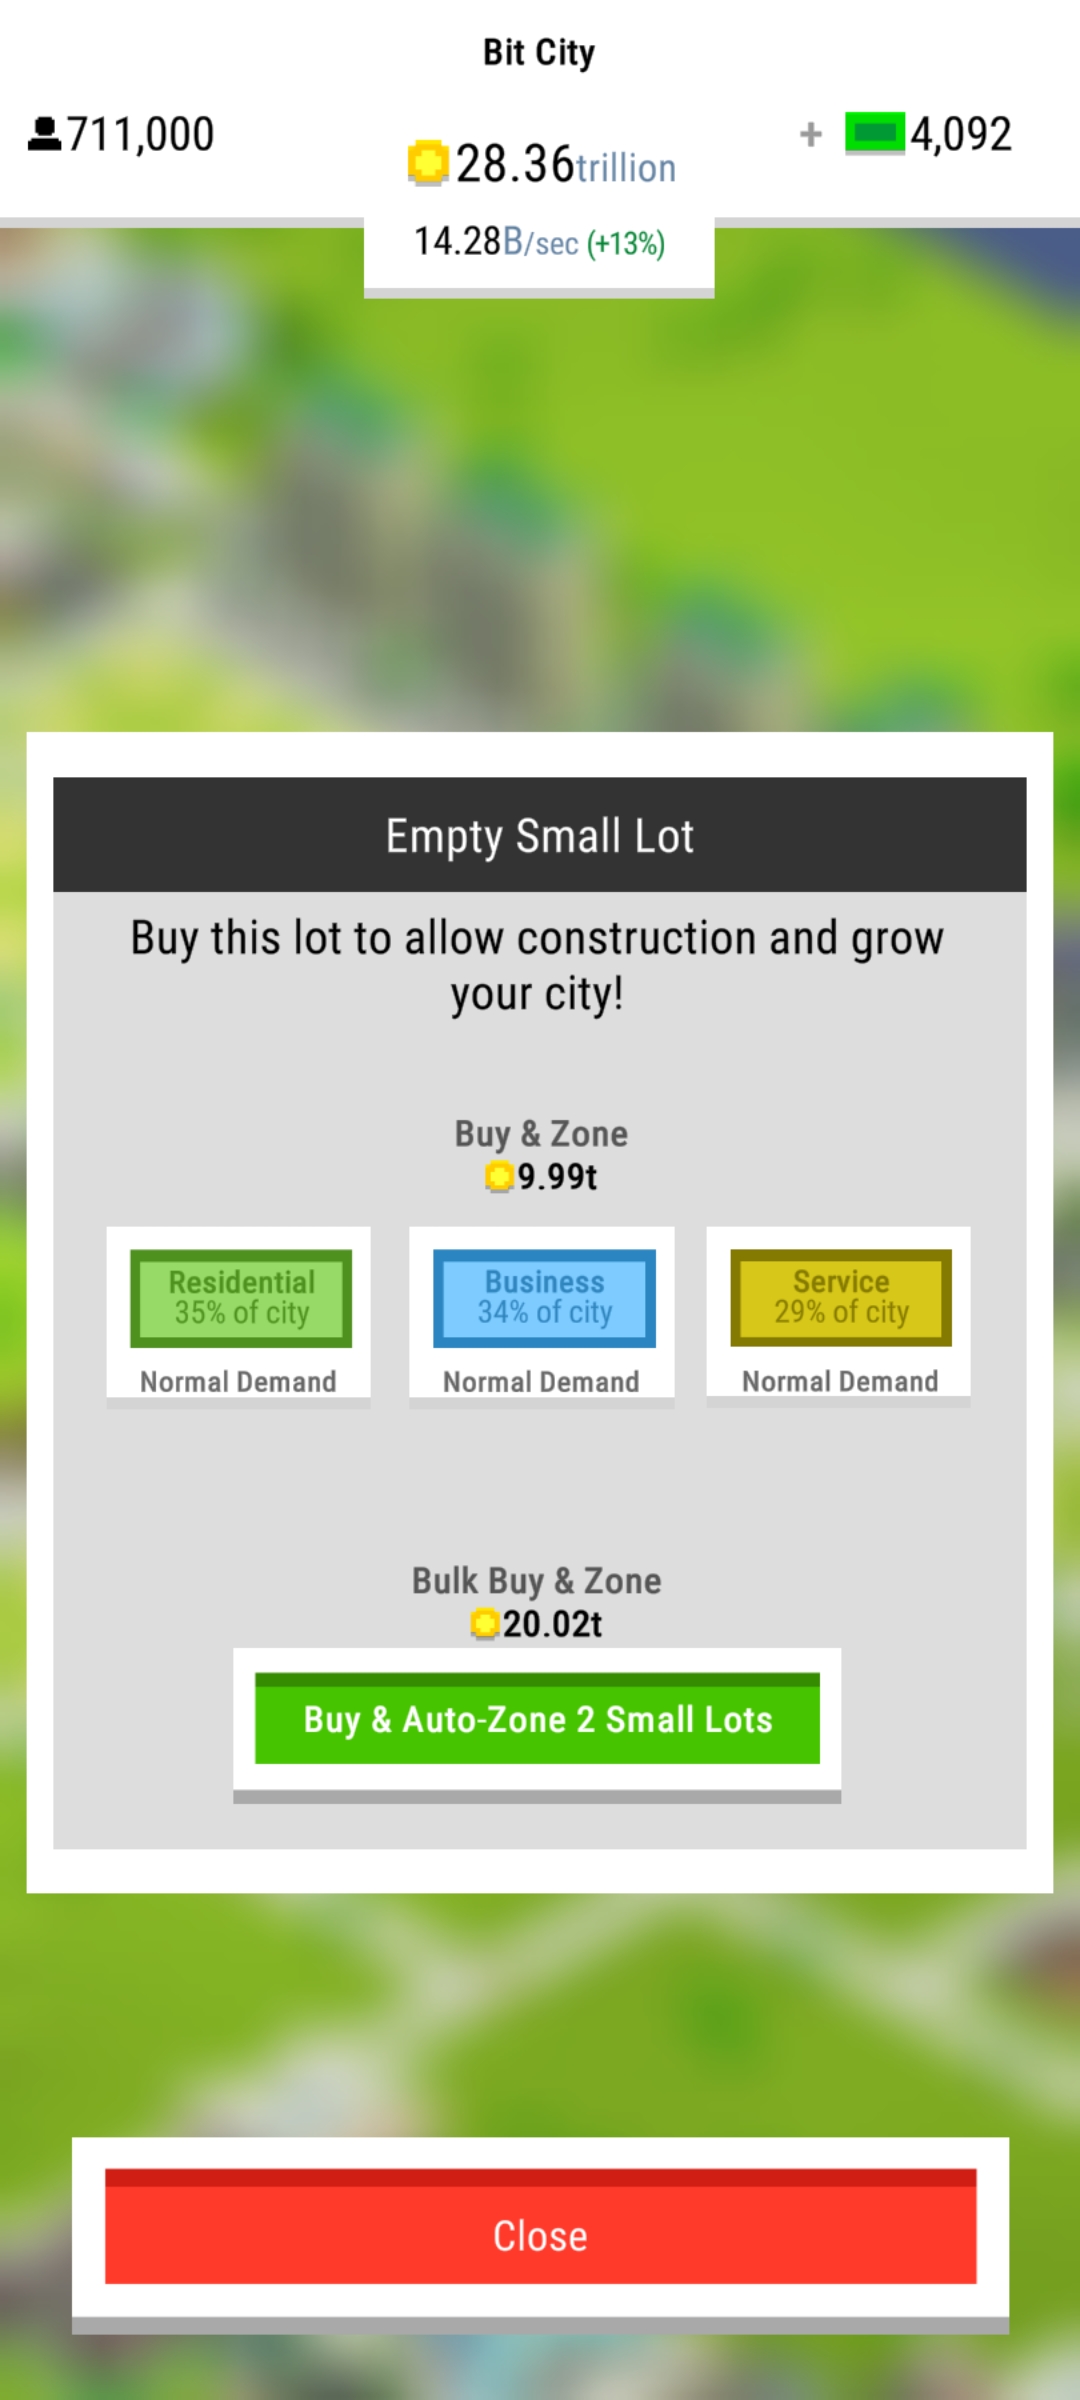 Bit City
711,000
28.36trillion
+ 4,092
14.28B/sec (+13%)
Empty Small Lot
Buy this lot to allow construction and grow
your city!
Buy & Zone
9.99t
Residential
35% of city
Normal Demand
Business
34% of city
Normal Demand
Service
29% of city
Normal Demand
Bulk Buy & Zone
20.02t
Buy & Auto-Zone 2 Small Lots
Close